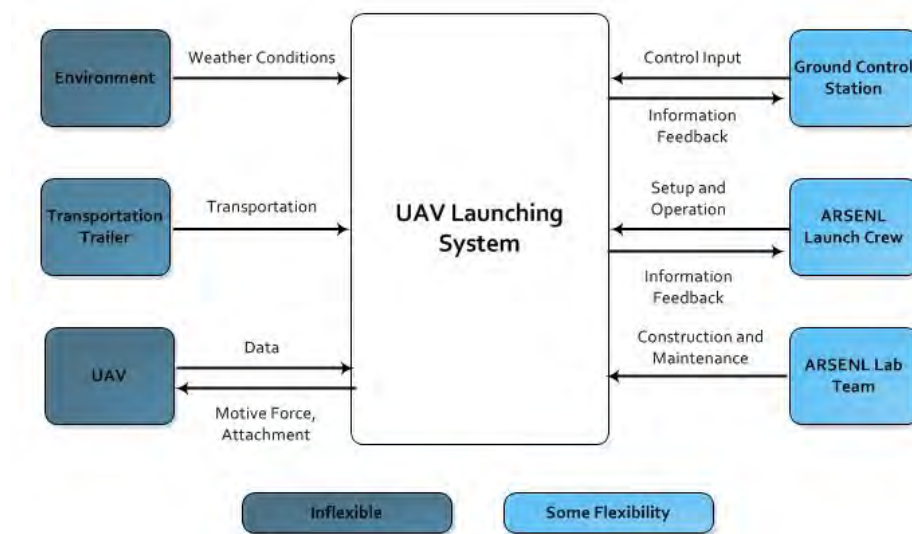 Environment
Weather Conditions
Transportation
Trailer
Transportation
UAV
Data
Motive Force,
Attachment
UAV Launching
System
Control Input
Ground Control
Station
Information
Feedback
Setup and
Operation
ARSENL
Launch Crew
Information
Feedback
Construction and
Maintenance
ARSENL Lab
Team
Inflexible
Some Flexibility